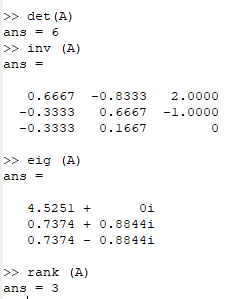 >> det(A)
ans = 6
>> inv (A)
ans =
0.6667 -0.8333 2.0000
-0.3333 0.6667 -1.0000
-0.3333 0.1667 0
>> eig (A)
ans =
4.5251 + 0i
0.7374 + 0.8844i
0.7374 - 0.8844i
>> rank (A)
ans = 3